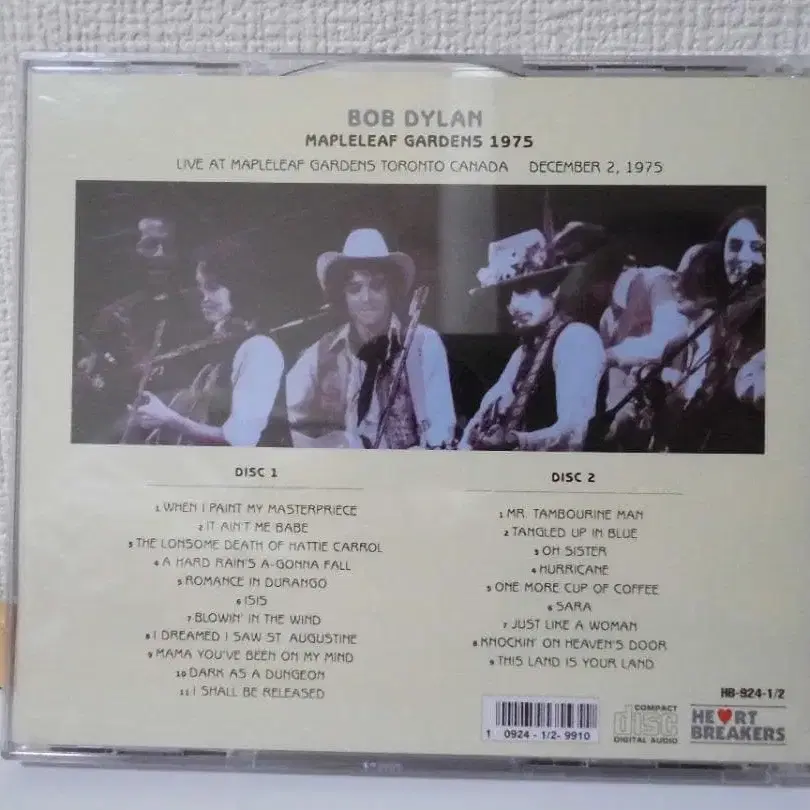 BOB DYLAN
MAPLELEAF GARDENS 1975
LIVE AT MAPLELEAF GARDENS TORONTO CANADA DECEMBER 2, 1975
DISC 1
1 WHEN I PAINT MY MASTERPRIECE
2 IT AIN'T ME BABE
3 THE LONSOME DEATH OF HATTIE CARROL
4 A HARD RAIN'S A-GONNA FALL
5 ROMANCE IN DURANGO
6 ISIS
7 BLOWIN' IN THE WIND
8 I DREAMED I SAW ST AUGUSTINE
9 MAMA YOU'VE BEEN ON MY MIND
10 DARK AS A DUNGEON
11 I SHALL BE RELEASED
DISC 2
1 MR. TAMBOURINE MAN
2 TANGLED UP IN BLUE
3 OH SISTER
4 HURRICANE
5 ONE MORE CUP OF COFFEE
6 SARA
7 JUST LIKE A WOMAN
8 KNOCKIN' ON HEAVEN'S DOOR
9 THIS LAND IS YOUR LAND
HB-924-1/2
1 0924 - 1/2- 9910
COMPACT
disc
DIGITAL AUDIO
HE♥RT
BREAKERS